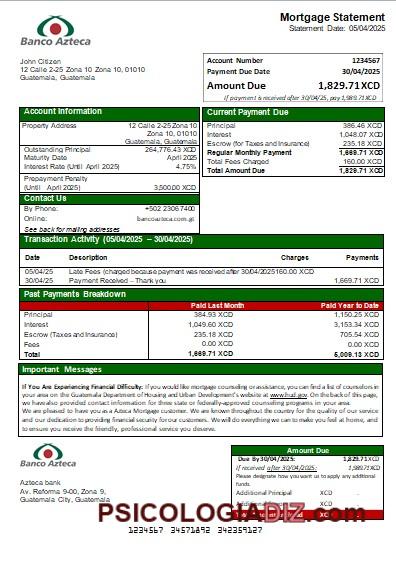 Mortgage Statement
Statement Date: 05/04/2025
Banco Azteca
John Citizen
12 Calle 2-25 Zona 10 Zona 10, 01010
Guatemala, Guatemala
Account Number 1234567
Payment Due Date 30/04/2025
Amount Due 1,829.71XCD
If payment is received after 30/04/25, pay1,989.71XCD
Account Information
Property Address 12 Calle 2-25 Zona 10
Zona 10, 01010
Guatemala, Guatemala
Outstanding Principal 264,776.43 XCD
Maturity Date April 2025
Interest Rate (Until April 2025) 4.75%
Prepayment Penalty
(Until April 2025) 3,500.00 XCD
Contact Us
By Phone: +502 23067400
Online: bancoazteca.com.gt
See back for mailing addresses
Current Payment Due
Principal 386.46 XCD
Interest 1,048.07 XCD
Escrow (for Taxes and Insurance) 235.18 XCD
Regular Monthly Payment 1,669.71 XCD
Total Fees Charged 160.00 XCD
Total Amount Due 1,829.71 XCD
Transaction Activity (05/04/2025 – 30/04/2025)
Date Description Charges Payments
05/04/25 Late Fees (charged because payment was received after 30/04/2025160.00 XCD
30/04/25 Payment Received – Thank you 1,669.71 XCD
Past Payments Breakdown
Paid Last Month Paid Year to Date
Principal 384.93 XCD 1,150.25 XCD
Interest 1,049.60 XCD 3,153.34 XCD
Escrow (Taxes and Insurance) 235.18 XCD 705.54 XCD
Fees 0.00 XCD 0.00 XCD
Total 1,669.71 XCD 5,009.13 XCD
Important Messages
If You Are Experiencing Financial Difficulty: If you would like mortgage counseling or assistance, you can find a list of counselors in
your area on the Guatemala Department of Housing and Urban Development's website at www.hud.gov. On the back of this page,
we have also provided contact information for three state or federally-approved counseling programs in your area:
We are pleased to have you as a Azteca Mortgage customer. We are known throughout the country for the quality of our service
and our dedication to providing financial security for our customers. We will do everything we can to make you feel at home, and
to ensure you receive the friendly, professional service you deserve.
Banco Azteca
Azteca bank
Av. Reforma 9-00, Zona 9,
Guatemala City, Guatemala
Amount Due
Due By30/04/2025: 1,829.71XCD
If received after30/04/2025: 1,989.71XCD
Please designate how you want us to apply any additional
funds.
Additional Principal XCD
Additional XCD
XCD
PSICOLOGIADIZ.com
1234567 34571892 342359127